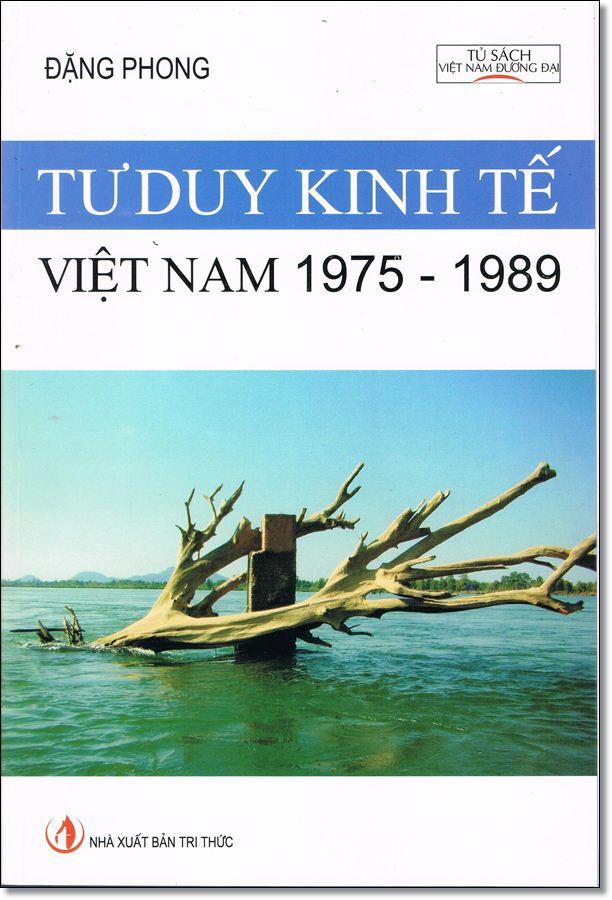 ĐẶNG PHONG
TỦ SÁCH
VIỆT NAM ĐƯƠNG ĐẠI
TƯ DUY KINH TẾ
VIỆT NAM 1975 - 1989
NHÀ XUẤT BẢN TRI THỨC